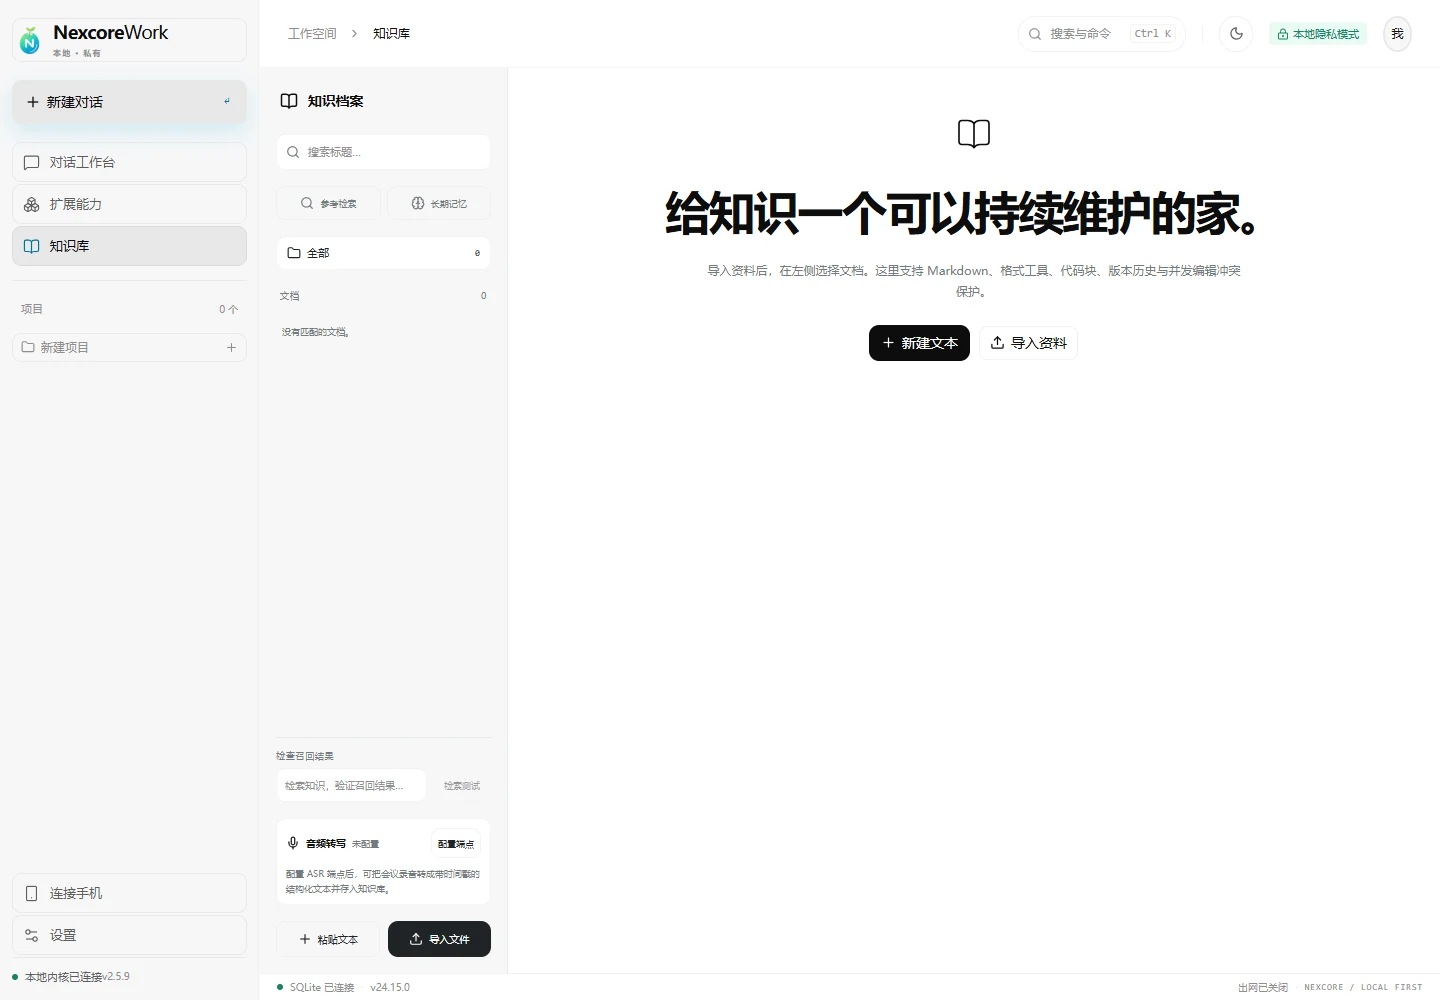 NexcoreWork
本地 • 私有
新建对话
对话工作台
扩展能力
知识库
项目 0 个
新建项目
连接手机
设置
本地内核已连接v2.5.9
工作空间 > 知识库
搜索与命令 Ctrl K
本地隐私模式
我
知识档案
搜索标题...
参考检索
长期记忆
全部 0
文档 0
没有匹配的文档。
检查召回结果
检索知识，验证召回结果...
检索测试
音频转写 未配置
配置端点
配置 ASR 端点后，可把会议录音转成带时间戳的
结构化文本并存入知识库。
粘贴文本
导入文件
给知识一个可以持续维护的家。
导入资料后，在左侧选择文档。这里支持 Markdown、格式工具、代码块、版本历史与并发编辑冲突
保护。
新建文本
导入资料
SQLite 已连接 v24.15.0
出网已关闭 · NEXCORE / LOCAL FIRST